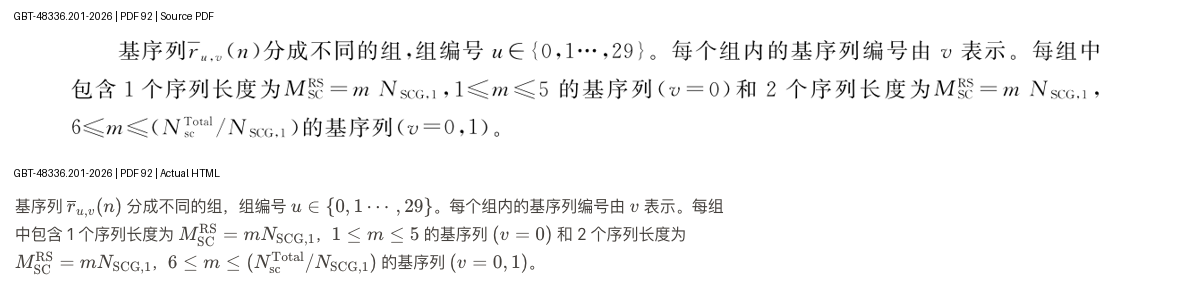 GBT-48336.201-2026 | PDF 92 | Source PDF
基序列r̅ᵤ,ᵥ(n)分成不同的组,组编号 u∈{0,1⋯,29}。每个组内的基序列编号由 v 表示。每组中
包含 1 个序列长度为M_SC^RS=m N_SCG,1,1≤m≤5 的基序列(v=0)和 2 个序列长度为M_SC^RS=m N_SCG,1,
6≤m≤(N_sc^Total/N_SCG,1)的基序列(v=0,1)。
GBT-48336.201-2026 | PDF 92 | Actual HTML
基序列 r̅ᵤ,ᵥ(n) 分成不同的组，组编号 u ∈ {0, 1⋯ , 29}。每个组内的基序列编号由 v 表示。每组
中包含 1 个序列长度为 M_SC^RS = mN_SCG,1，1 ≤ m ≤ 5 的基序列 (v = 0) 和 2 个序列长度为
M_SC^RS = mN_SCG,1，6 ≤ m ≤ (N_sc^Total/N_SCG,1) 的基序列 (v = 0, 1)。